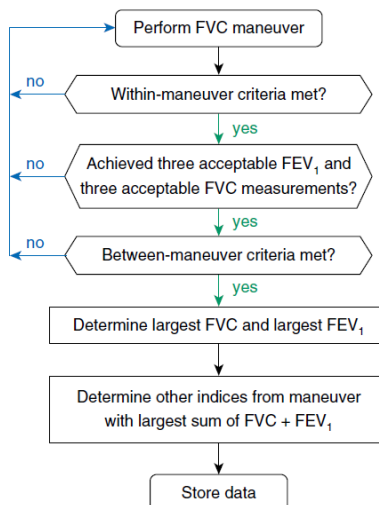 Perform FVC maneuver
no
Within-maneuver criteria met?
yes
no
Achieved three acceptable FEV₁ and
three acceptable FVC measurements?
yes
no
Between-maneuver criteria met?
yes
Determine largest FVC and largest FEV₁
Determine other indices from maneuver
with largest sum of FVC + FEV₁
Store data